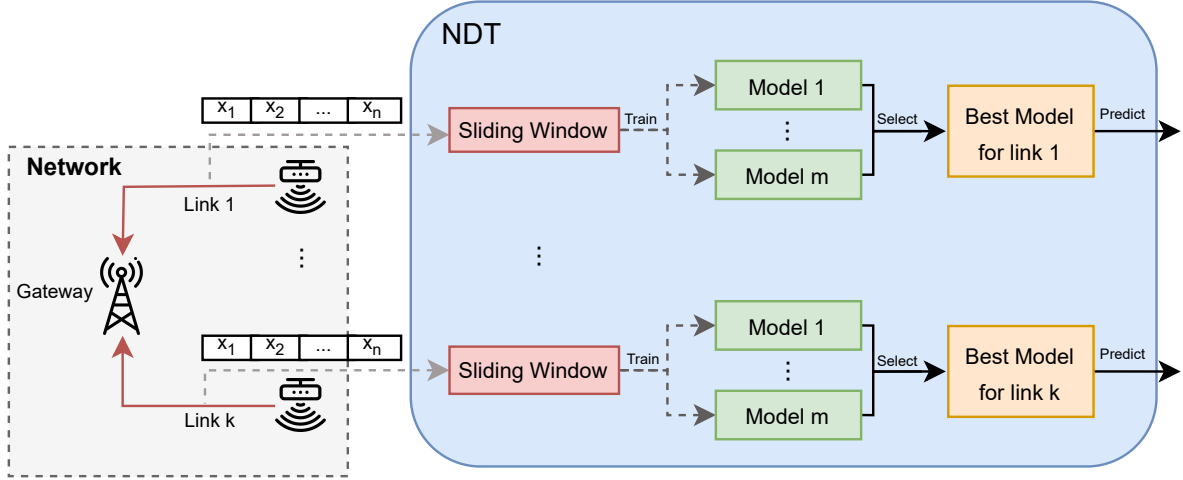 NDT
x1 x2 ... xn
Sliding Window
Train
Model 1
Model m
Select
Best Model
for link 1
Predict
Network
Link 1
Gateway
x1 x2 ... xn
Link k
Sliding Window
Train
Model 1
Model m
Select
Best Model
for link k
Predict